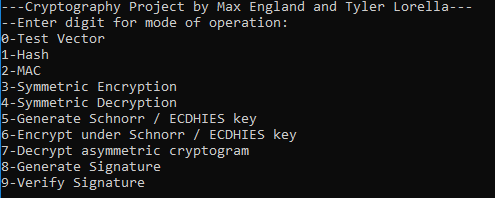 ---Cryptography Project by Max England and Tyler Lorella---
--Enter digit for mode of operation:
0-Test Vector
1-Hash
2-MAC
3-Symmetric Encryption
4-Symmetric Decryption
5-Generate Schnorr / ECDHIES key
6-Encrypt under Schnorr / ECDHIES key
7-Decrypt asymmetric cryptogram
8-Generate Signature
9-Verify Signature